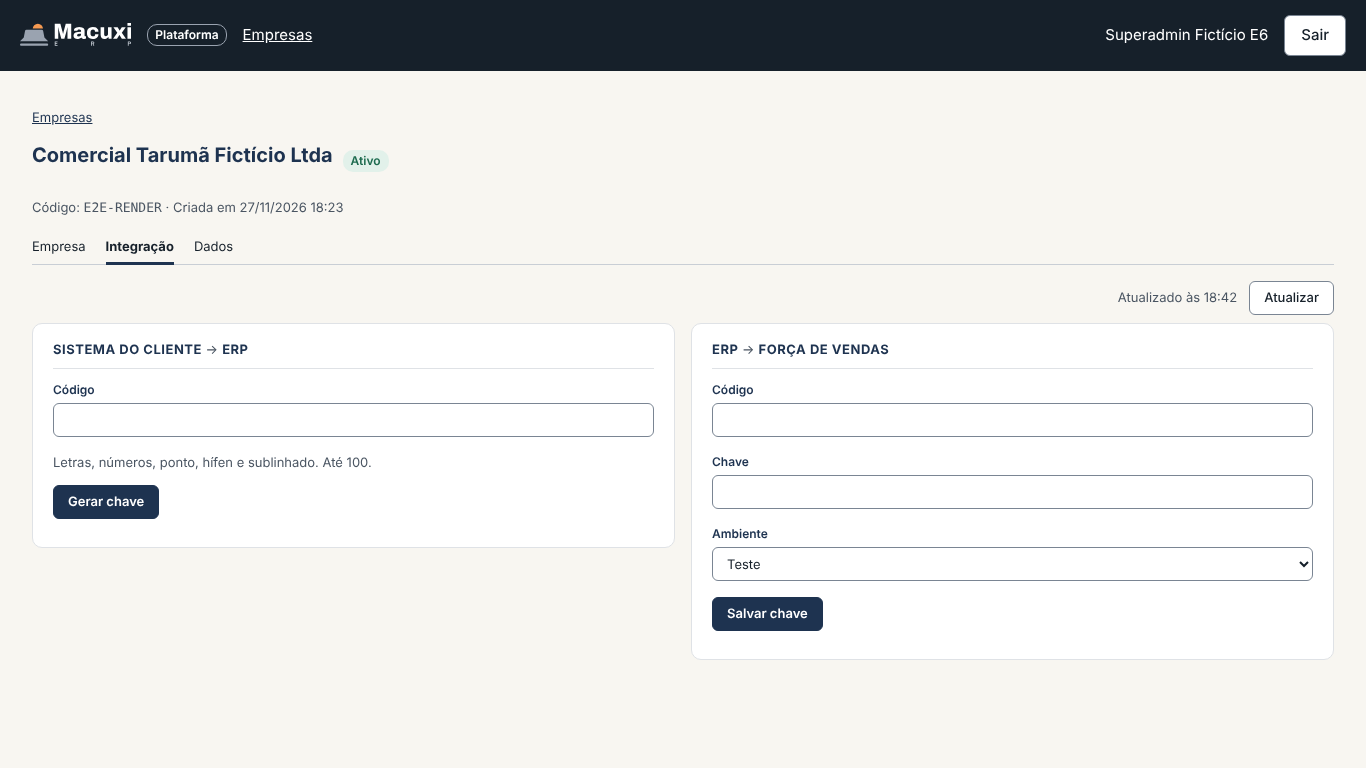 Macuxi
E R P
Plataforma
Empresas
Superadmin Fictício E6
Sair
Empresas
Comercial Tarumã Fictício Ltda
Ativo
Código: E2E-RENDER · Criada em 27/11/2026 18:23
Empresa
Integração
Dados
Atualizado às 18:42
Atualizar
SISTEMA DO CLIENTE → ERP
Código
Letras, números, ponto, hífen e sublinhado. Até 100.
Gerar chave
ERP → FORÇA DE VENDAS
Código
Chave
Ambiente
Teste
Salvar chave